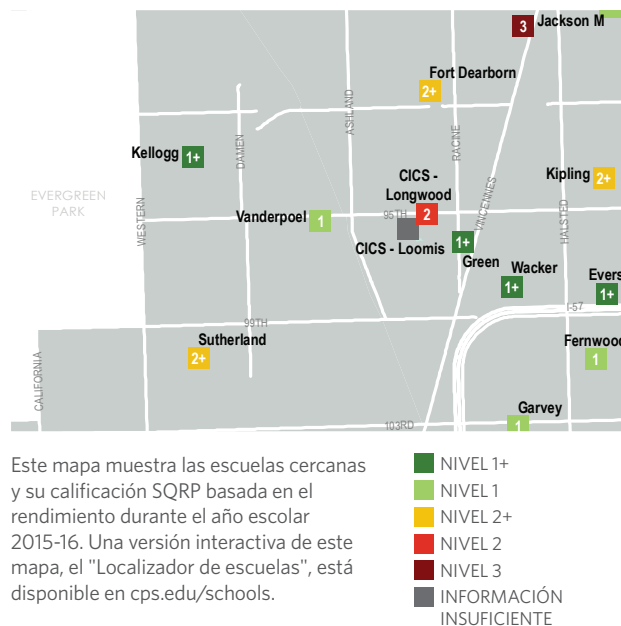 3
Jackson M
Fort Dearborn
2+
ASHLAND
RACINE
DAMEN
Kellogg
1+
EVERGREEN
PARK
WESTERN
CICS -
Longwood
Kipling
2+
VINCENNES
HALSTED
Vanderpoel
1
95TH
2
CICS - Loomis
1+
Green
Wacker
1+
Evers
1+
I-57
99TH
Sutherland
2+
Fernwood
1
CALIFORNIA
Garvey
1
103RD
Este mapa muestra las escuelas cercanas
y su calificación SQRP basada en el
rendimiento durante el año escolar
2015-16. Una versión interactiva de este
mapa, el "Localizador de escuelas", está
disponible en cps.edu/schools.
NIVEL 1+
NIVEL 1
NIVEL 2+
NIVEL 2
NIVEL 3
INFORMACIÓN
INSUFICIENTE